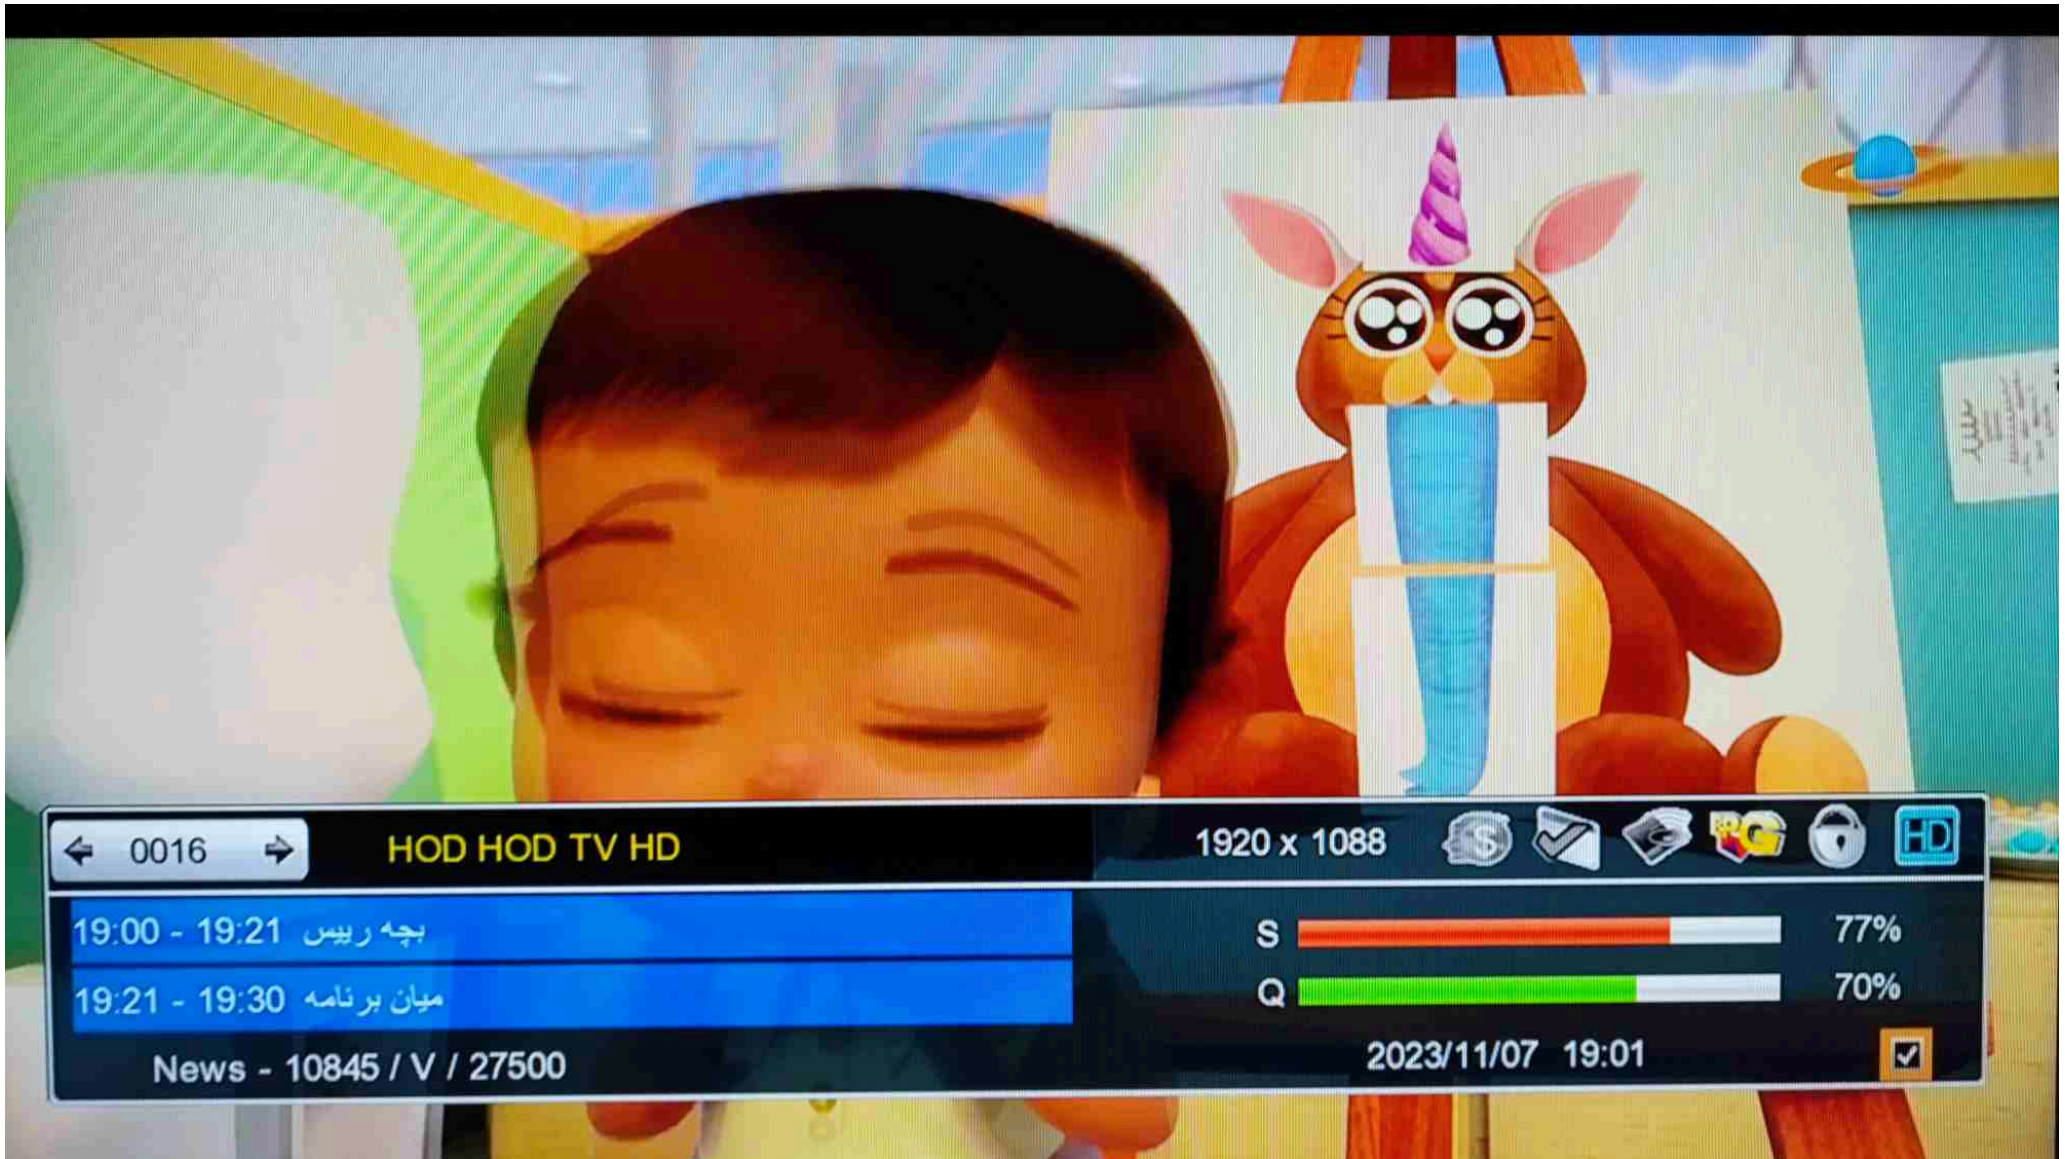 0016
HOD HOD TV HD
1920 x 1088
HD
19:00 - 19:21 بچه رییس
19:21 - 19:30 میان برنامه
S 77%
Q 70%
News - 10845 / V / 27500
2023/11/07 19:01